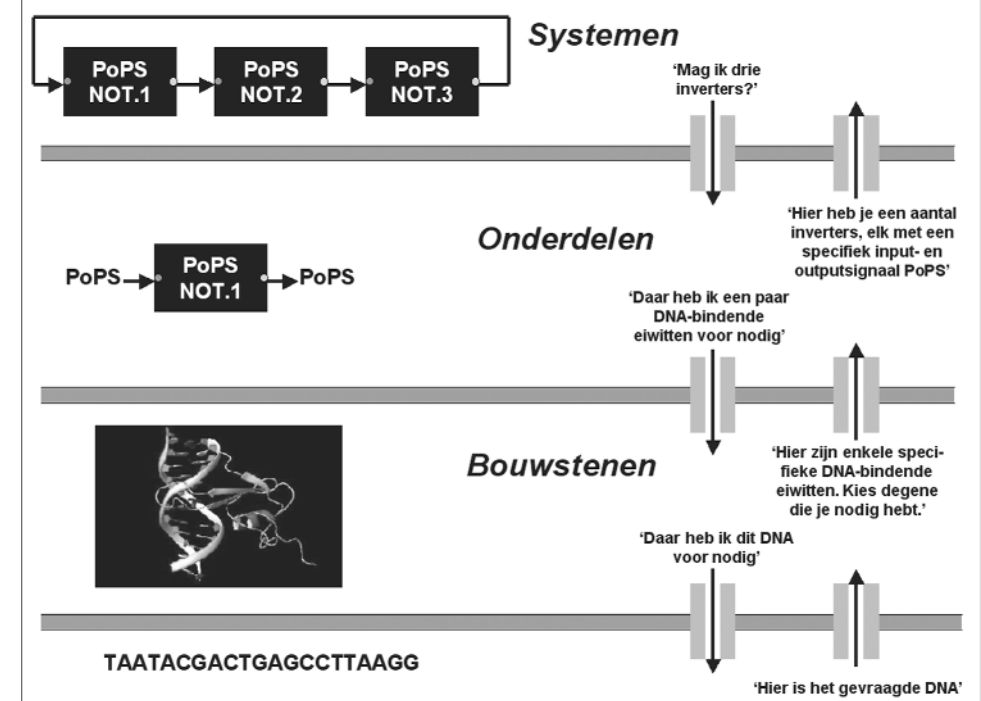 Systemen
PoPS
NOT.1
PoPS
NOT.2
PoPS
NOT.3
‘Mag ik drie
inverters?’
‘Hier heb je een aantal
inverters, elk met een
specifiek input- en
outputsignaal PoPS’
Onderdelen
PoPS
PoPS
NOT.1
PoPS
‘Daar heb ik een paar
DNA-bindende
eiwitten voor nodig’
Bouwstenen
‘Hier zijn enkele speci-
fieke DNA-bindende
eiwitten. Kies degene
die je nodig hebt.’
‘Daar heb ik dit DNA
voor nodig’
TAATACGACTGAGCCTTAAGG
‘Hier is het gevraagde DNA’